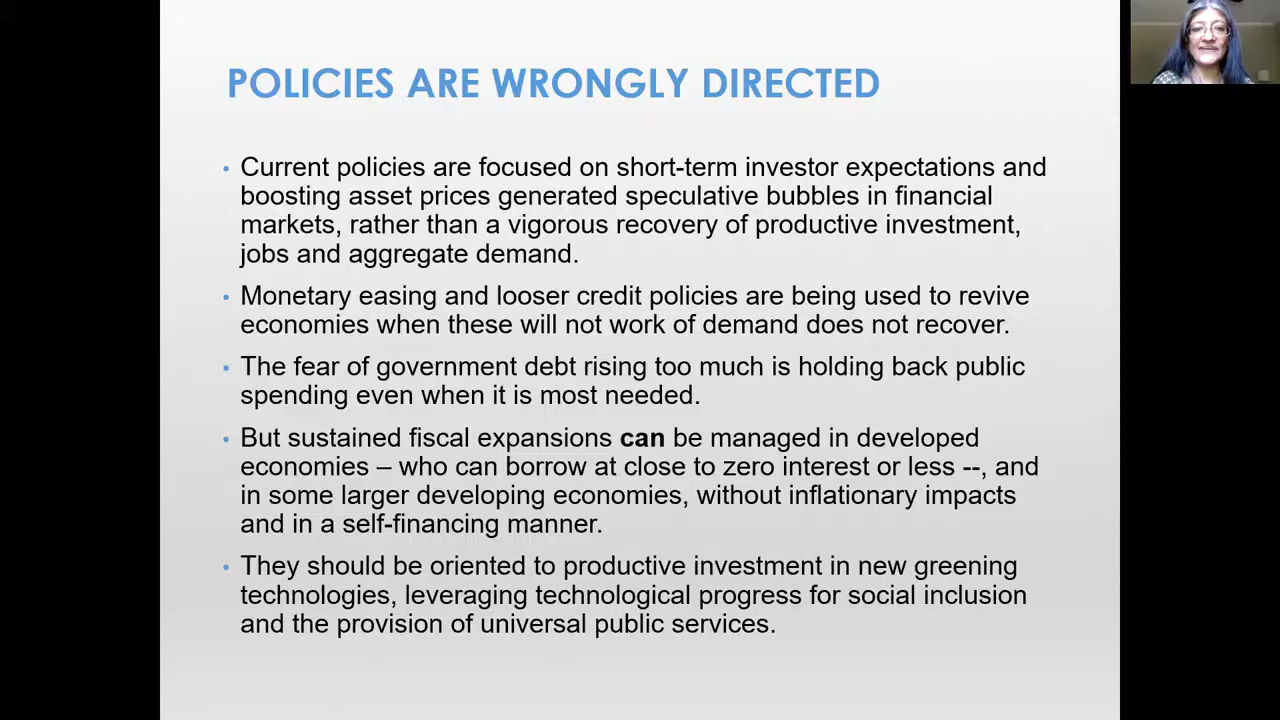 POLICIES ARE WRONGLY DIRECTED
• Current policies are focused on short-term investor expectations and
boosting asset prices generated speculative bubbles in financial
markets, rather than a vigorous recovery of productive investment,
jobs and aggregate demand.
• Monetary easing and looser credit policies are being used to revive
economies when these will not work of demand does not recover.
• The fear of government debt rising too much is holding back public
spending even when it is most needed.
• But sustained fiscal expansions can be managed in developed
economies – who can borrow at close to zero interest or less --, and
in some larger developing economies, without inflationary impacts
and in a self-financing manner.
• They should be oriented to productive investment in new greening
technologies, leveraging technological progress for social inclusion
and the provision of universal public services.